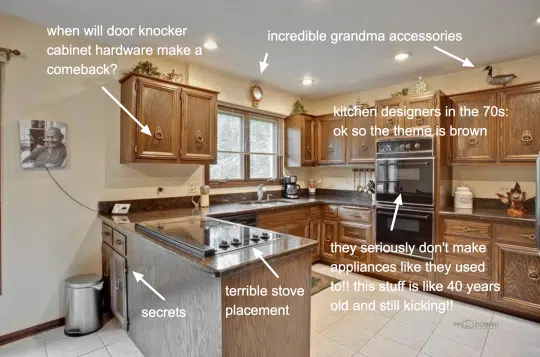 when will door knocker
cabinet hardware make a
comeback?
incredible grandma accessories
kitchen designers in the 70s:
ok so the theme is brown
they seriously don't make
appliances like they used
to!! this stuff is like 40 years
old and still kicking!!
terrible stove
placement
secrets